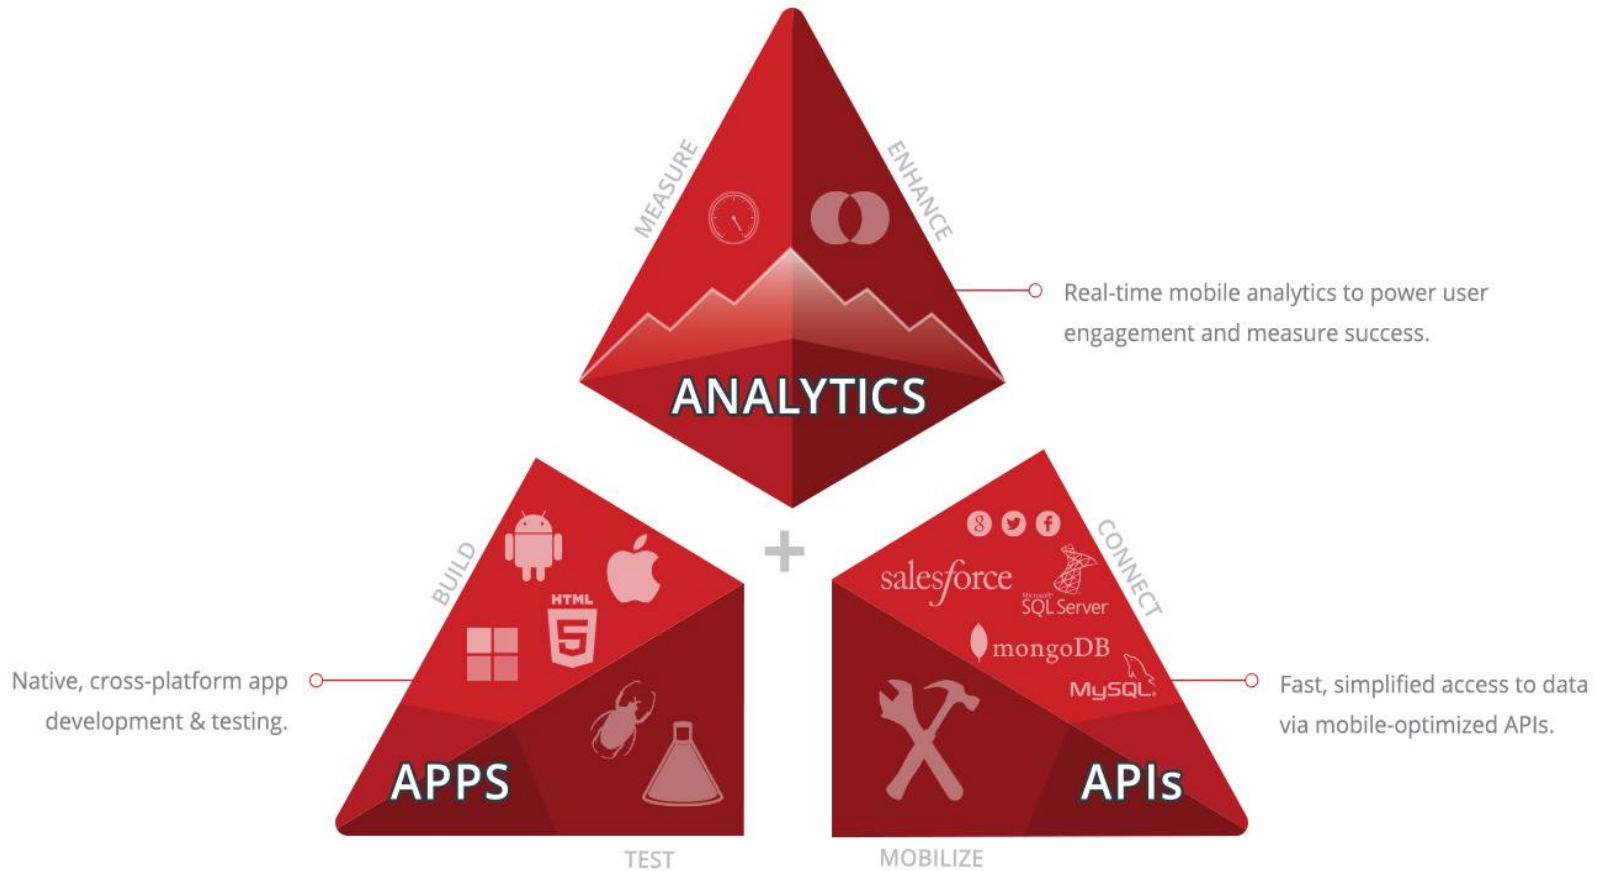 MEASURE
ENHANCE
Real-time mobile analytics to power user
engagement and measure success.
ANALYTICS
BUILD
HTML
5
CONNECT
8
f
salesforce
Microsoft
SQL Server
mongoDB
MySQL
Native, cross-platform app
development & testing.
Fast, simplified access to data
via mobile-optimized APIs.
APPS
APIs
TEST
MOBILIZE